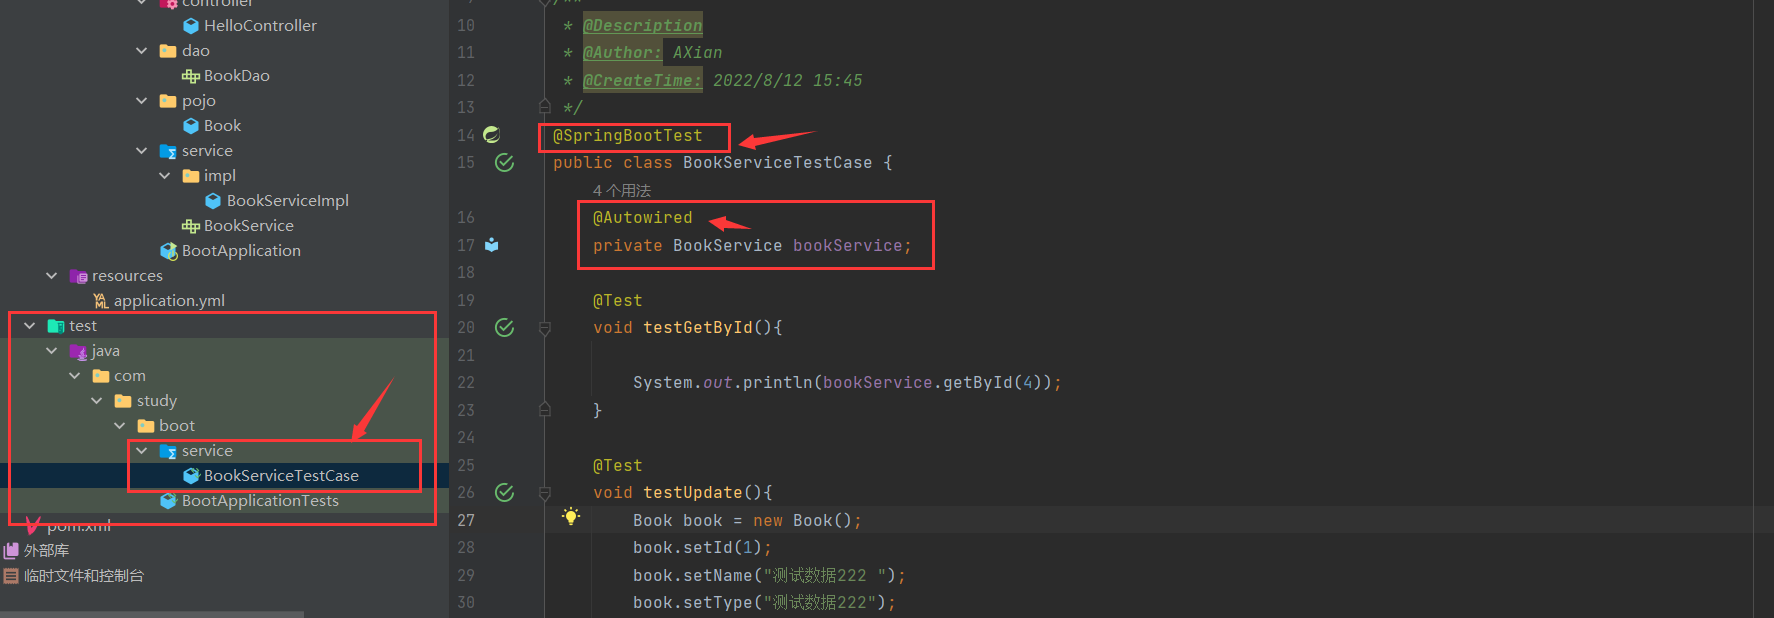 controller
HelloController
dao
BookDao
pojo
Book
service
impl
BookServiceImpl
BookService
BootApplication
resources
application.yml
test
java
com
study
boot
service
BookServiceTestCase
BootApplicationTests
pom.xml
外部库
临时文件和控制台
/**
10 * @Description
11 * @Author: AXian
12 * @CreateTime: 2022/8/12 15:45
13 */
14 @SpringBootTest
15 public class BookServiceTestCase {
4 个用法
16 @Autowired
17 private BookService bookService;
18
19 @Test
20 void testGetById(){
21
22 System.out.println(bookService.getById(4));
23 }
24
25 @Test
26 void testUpdate(){
27 Book book = new Book();
28 book.setId(1);
29 book.setName("测试数据222 ");
30 book.setType("测试数据222");